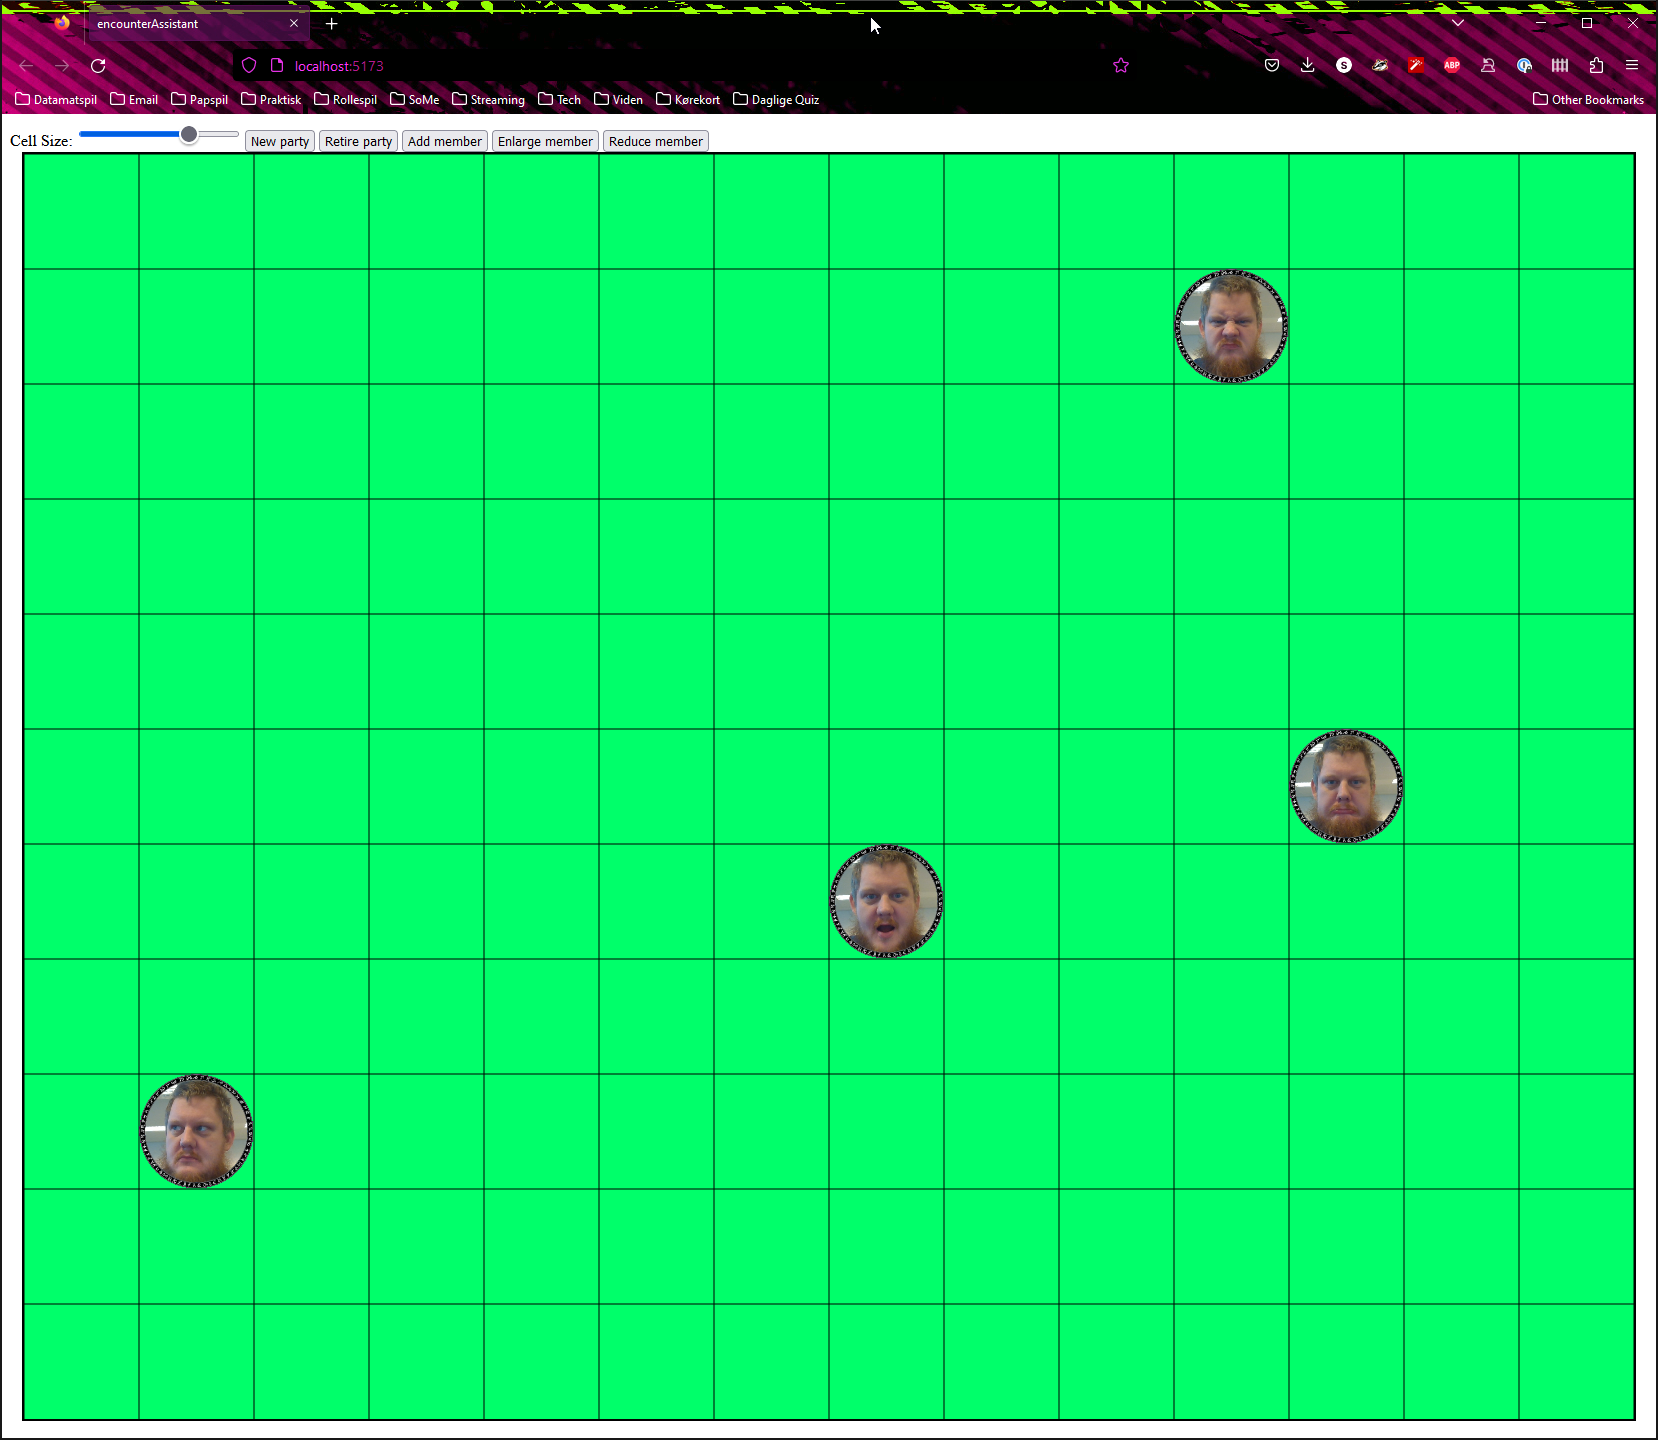 encounterAssistant
localhost:5173
S
ABP
Datamatspil Email Papspil Praktisk Rollespil SoMe Streaming Tech Viden Kørekort Daglige Quiz Other Bookmarks
Cell Size: New party Retire party Add member Enlarge member Reduce member